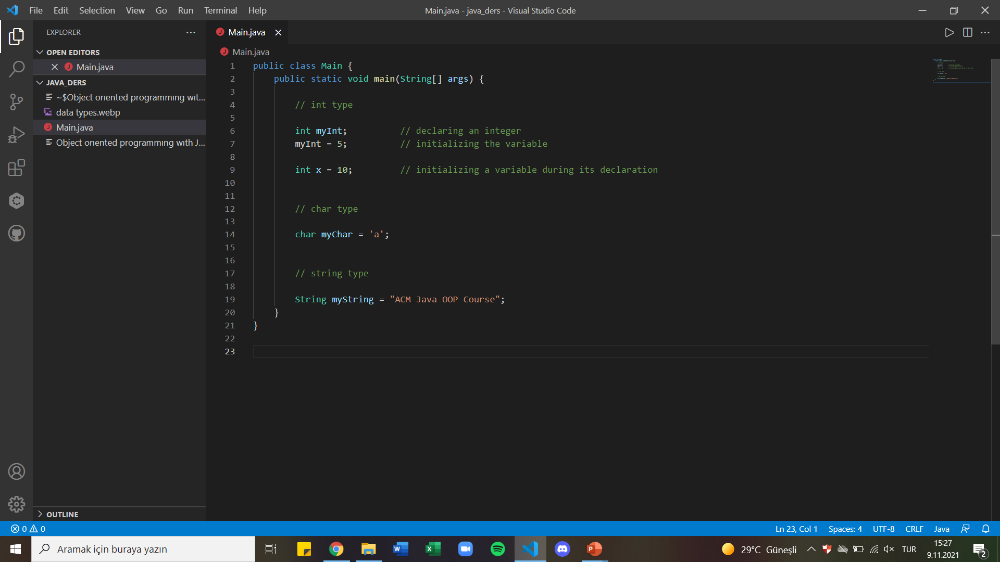 File Edit Selection View Go Run Terminal Help
Main.java - java_ders - Visual Studio Code
EXPLORER
OPEN EDITORS
Main.java
JAVA_DERS
~$Object orıented programmıng wıt...
data types.webp
Main.java
Object orıented programmıng wıth J...
OUTLINE
Main.java
Main.java
1 public class Main {
2 public static void main(String[] args) {
3
4 // int type
5
6 int myInt; // declaring an integer
7 myInt = 5; // initializing the variable
8
9 int x = 10; // initializing a variable during its declaration
10
11
12 // char type
13
14 char myChar = 'a';
15
16
17 // string type
18
19 String myString = "ACM Java OOP Course";
20 }
21 }
22
23
0 0
Ln 23, Col 1 Spaces: 4 UTF-8 CRLF Java
Aramak için buraya yazın
29°C Güneşli
TUR
15:27
9.11.2021
2